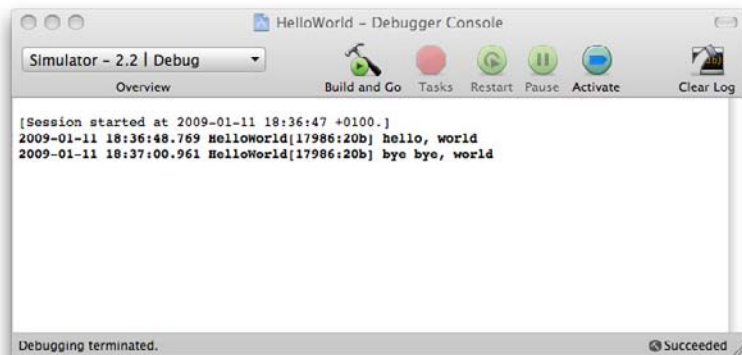 HelloWorld – Debugger Console
Simulator – 2.2 | Debug
Overview
Build and Go
Tasks
Restart
Pause
Activate
Clear Log
[Session started at 2009-01-11 18:36:47 +0100.]
2009-01-11 18:36:48.769 HelloWorld[17986:20b] hello, world
2009-01-11 18:37:00.961 HelloWorld[17986:20b] bye bye, world
Debugging terminated.
Succeeded